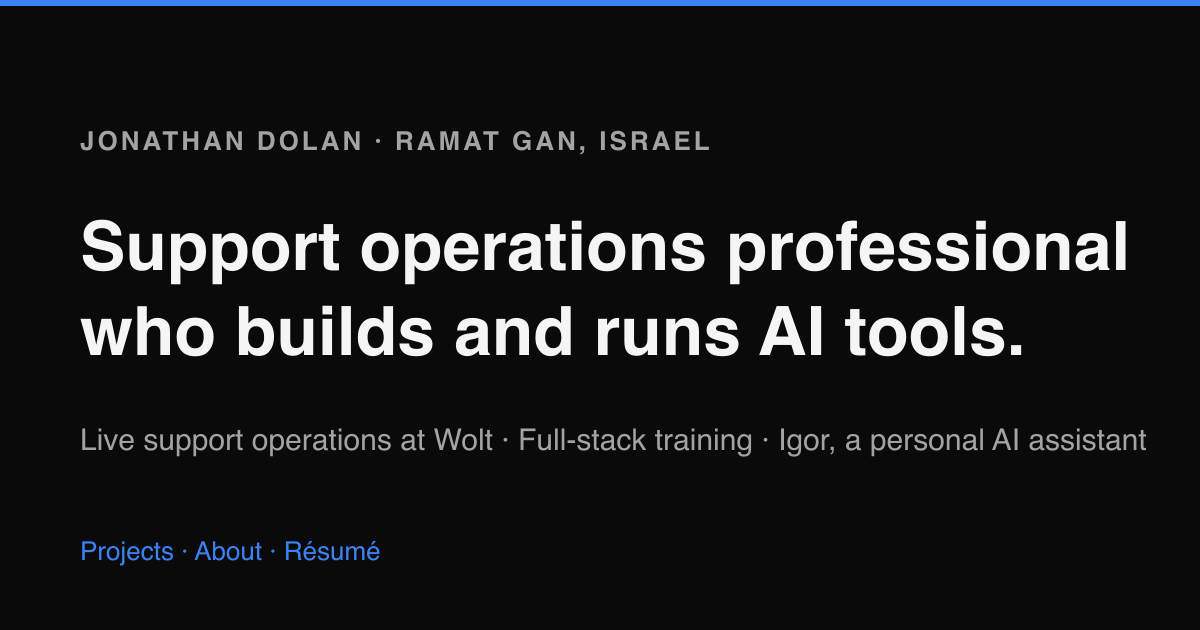 JONATHAN DOLAN · RAMAT GAN, ISRAEL
Support operations professional
who builds and runs AI tools.
Live support operations at Wolt · Full-stack training · Igor, a personal AI assistant
Projects · About · Résumé